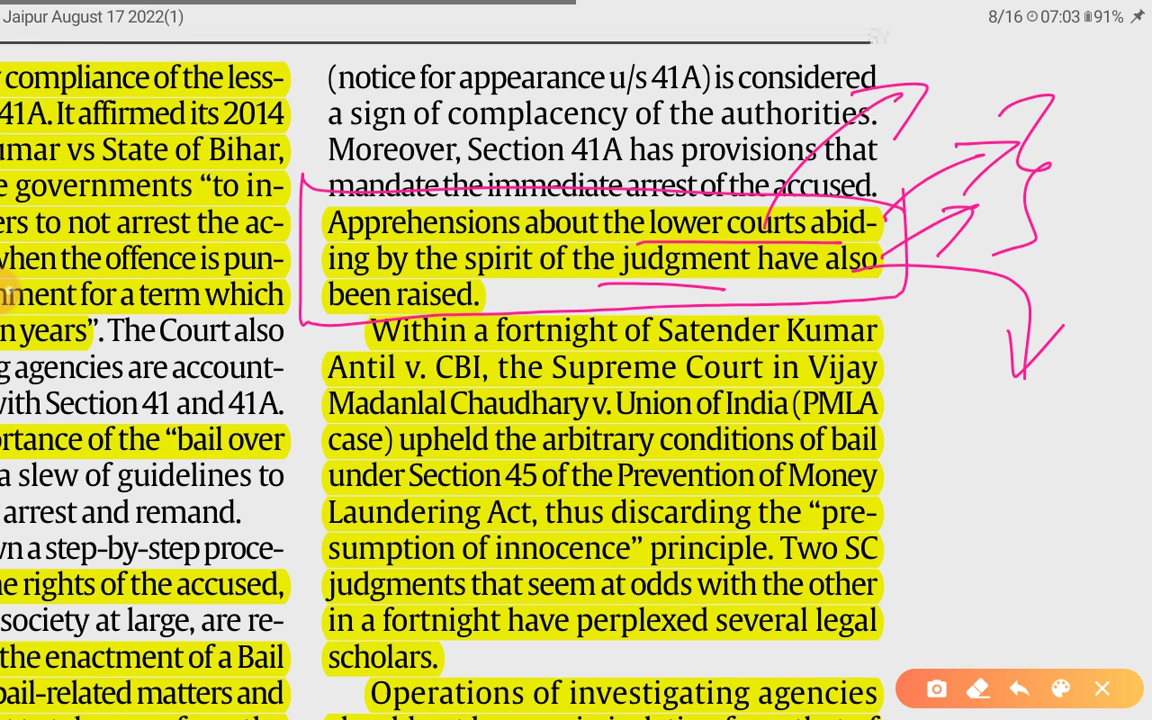 Jaipur August 17 2022(1)
8/16 07:03 91%
compliance of the less-
41A. It affirmed its 2014
umar vs State of Bihar,
e governments “to in-
ers to not arrest the ac-
when the offence is pun-
nment for a term which
n years”. The Court also
g agencies are account-
with Section 41 and 41A.
ortance of the “bail over
a slew of guidelines to
arrest and remand.
wn a step-by-step proce-
e rights of the accused,
society at large, are re-
the enactment of a Bail
bail-related matters and
(notice for appearance u/s 41A) is considered
a sign of complacency of the authorities.
Moreover, Section 41A has provisions that
mandate the immediate arrest of the accused.
Apprehensions about the lower courts abid-
ing by the spirit of the judgment have also
been raised.
Within a fortnight of Satender Kumar
Antil v. CBI, the Supreme Court in Vijay
Madanlal Chaudhary v. Union of India (PMLA
case) upheld the arbitrary conditions of bail
under Section 45 of the Prevention of Money
Laundering Act, thus discarding the “pre-
sumption of innocence” principle. Two SC
judgments that seem at odds with the other
in a fortnight have perplexed several legal
scholars.
Operations of investigating agencies